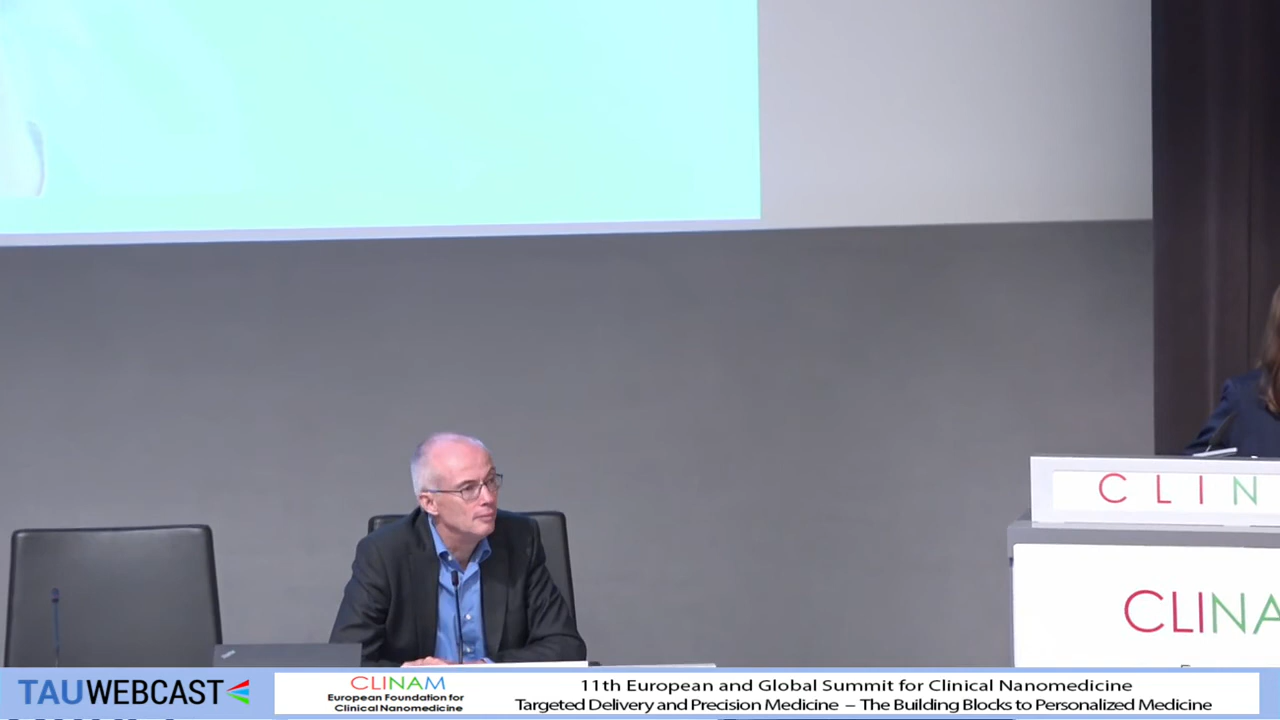 CLIN
CLINA
TAUWEBCAST
CLINAM
European Foundation for
Clinical Nanomedicine
11th European and Global Summit for Clinical Nanomedicine
Targeted Delivery and Precision Medicine – The Building Blocks to Personalized Medicine